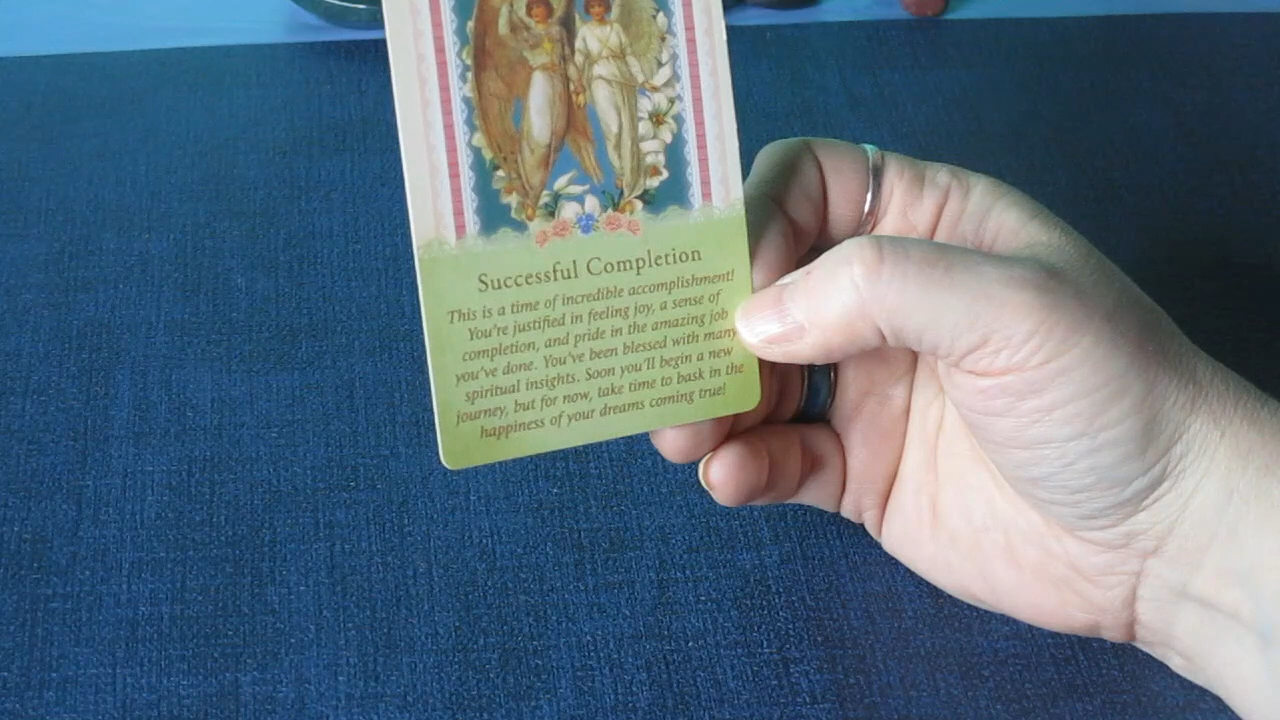 Successful Completion
This is a time of incredible accomplishment!
You're justified in feeling joy, a sense of
completion, and pride in the amazing job
you've done. You've been blessed with many
spiritual insights. Soon you'll begin a new
journey, but for now, take time to bask in the
happiness of your dreams coming true!